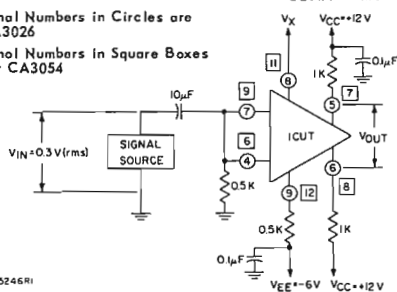 nal Numbers in Circles are
A3026
nal Numbers in Square Boxes
CA3054
VX
VCC=+12V
0.1µF
11
8
1K
10µF
9
7
5
7
VIN=0.3V(rms)
SIGNAL
SOURCE
ICUT
VOUT
6
4
6
8
0.5K
9
12
0.5K
1K
0.1µF
VEE=-6V
VCC=+12V
5246RI